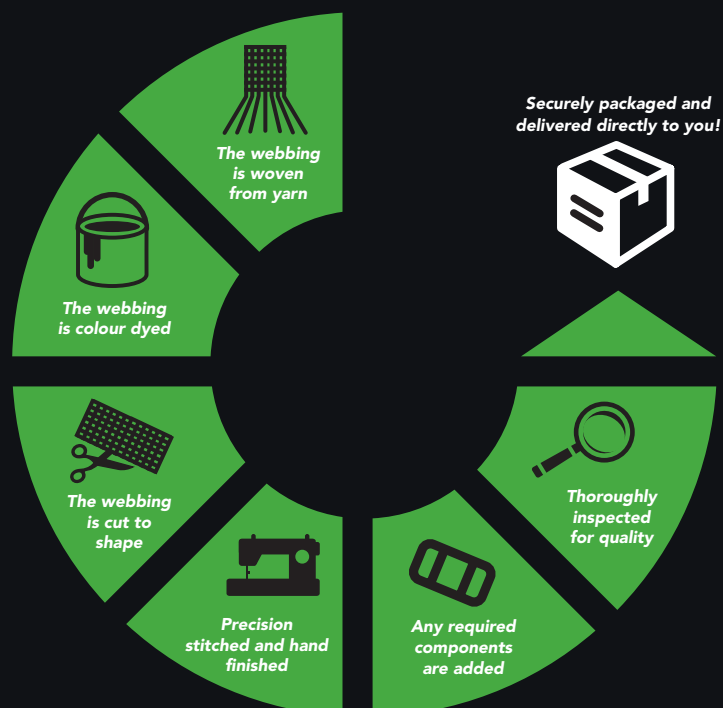 The webbing
is woven
from yarn
The webbing
is colour dyed
The webbing
is cut to
shape
Precision
stitched and hand
finished
Any required
components
are added
Thoroughly
inspected
for quality
Securely packaged and
delivered directly to you!